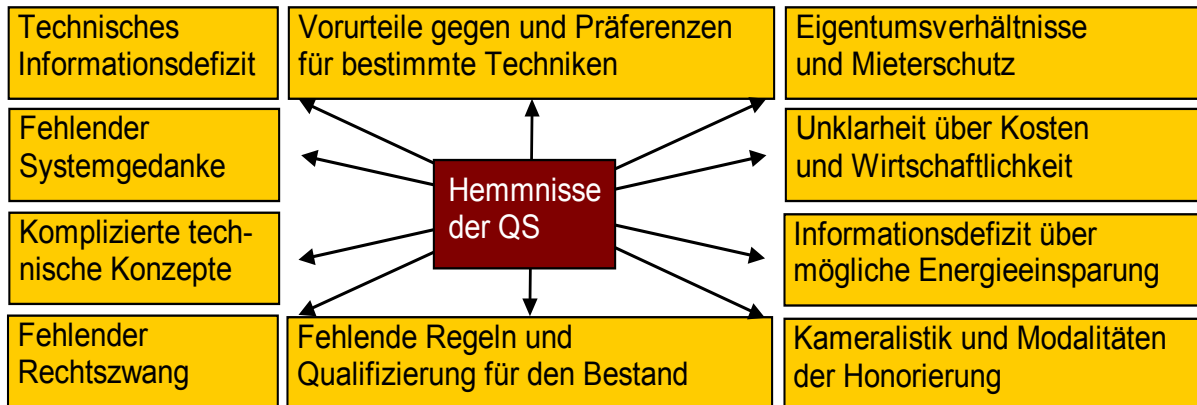 Technisches
Informationsdefizit
Vorurteile gegen und Präferenzen
für bestimmte Techniken
Eigentumsverhältnisse
und Mieterschutz
Fehlender
Systemgedanke
Unklarheit über Kosten
und Wirtschaftlichkeit
Hemmnisse
der QS
Komplizierte tech-
nische Konzepte
Informationsdefizit über
mögliche Energieeinsparung
Fehlender
Rechtszwang
Fehlende Regeln und
Qualifizierung für den Bestand
Kameralistik und Modalitäten
der Honorierung